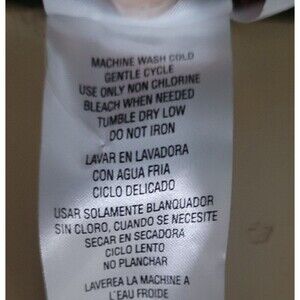 MACHINE WASH COLD
GENTLE CYCLE
USE ONLY NON CHLORINE
BLEACH WHEN NEEDED
TUMBLE DRY LOW
DO NOT IRON
LAVAR EN LAVADORA
CON AGUA FRIA
CICLO DELICADO
USAR SOLAMENTE BLANQUADOR
SIN CLORO, CUANDO SE NECESITE
SECAR EN SECADORA
CICLO LENTO
NO PLANCHAR
LAVEREA LA MACHINE A
L'EAU FROIDE